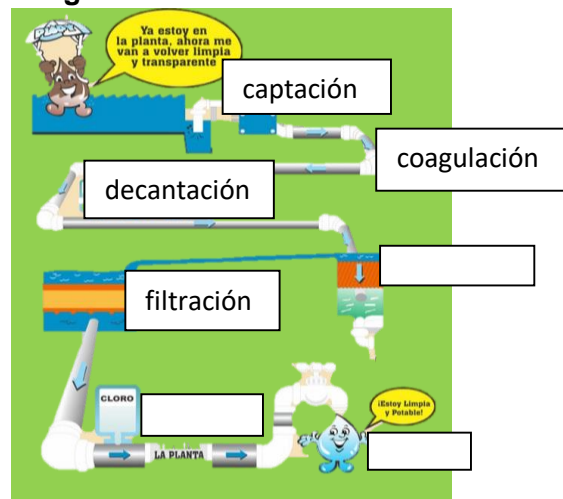 Ya estoy en
la planta, ahora me
van a volver limpia
y transparente
captación
coagulación
decantación
filtración
CLORO
¡Estoy Limpia
y Potable!
LA PLANTA